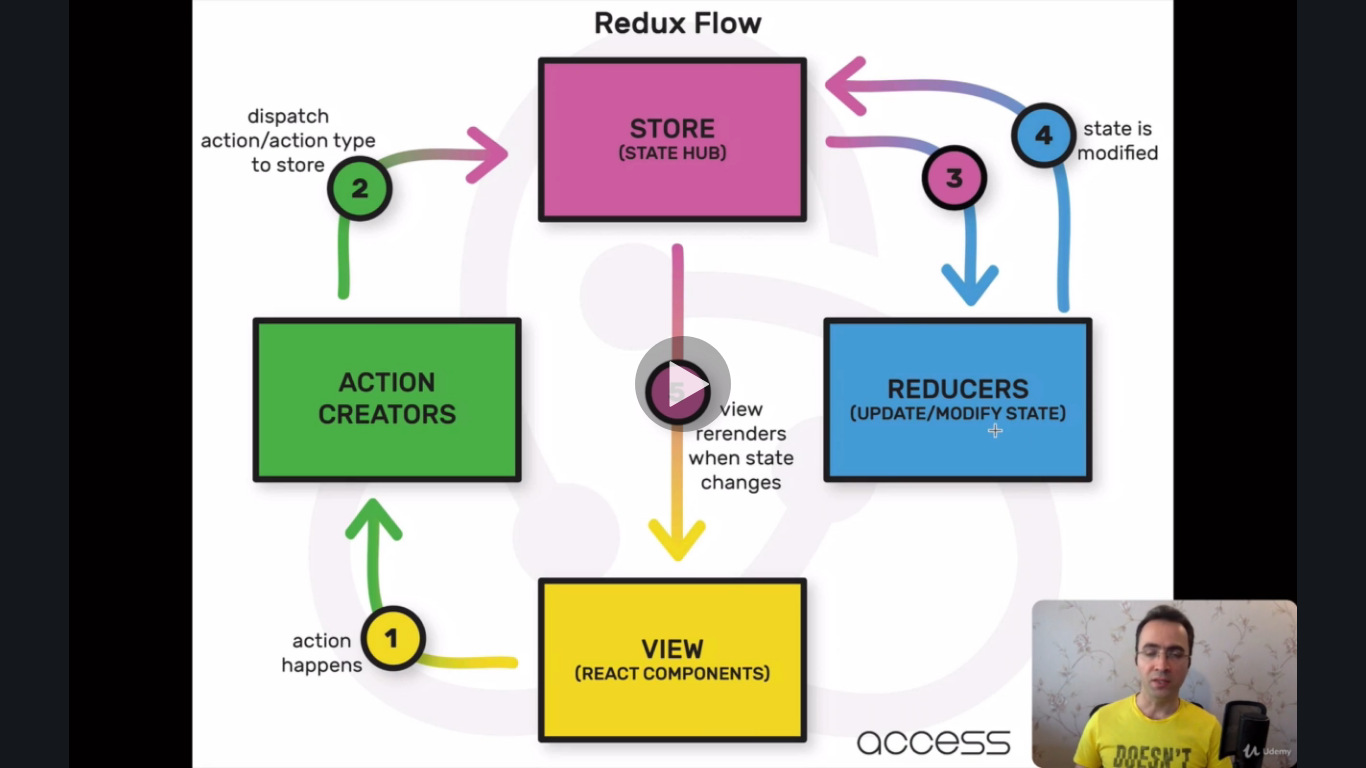 Redux Flow
dispatch
action/action type
to store
2
STORE
(STATE HUB)
3
4
state is
modified
ACTION
CREATORS
5
view
rerenders
when state
changes
REDUCERS
(UPDATE/MODIFY STATE)
1
action
happens
VIEW
(REACT COMPONENTS)
access
DOESN'T
Udemy